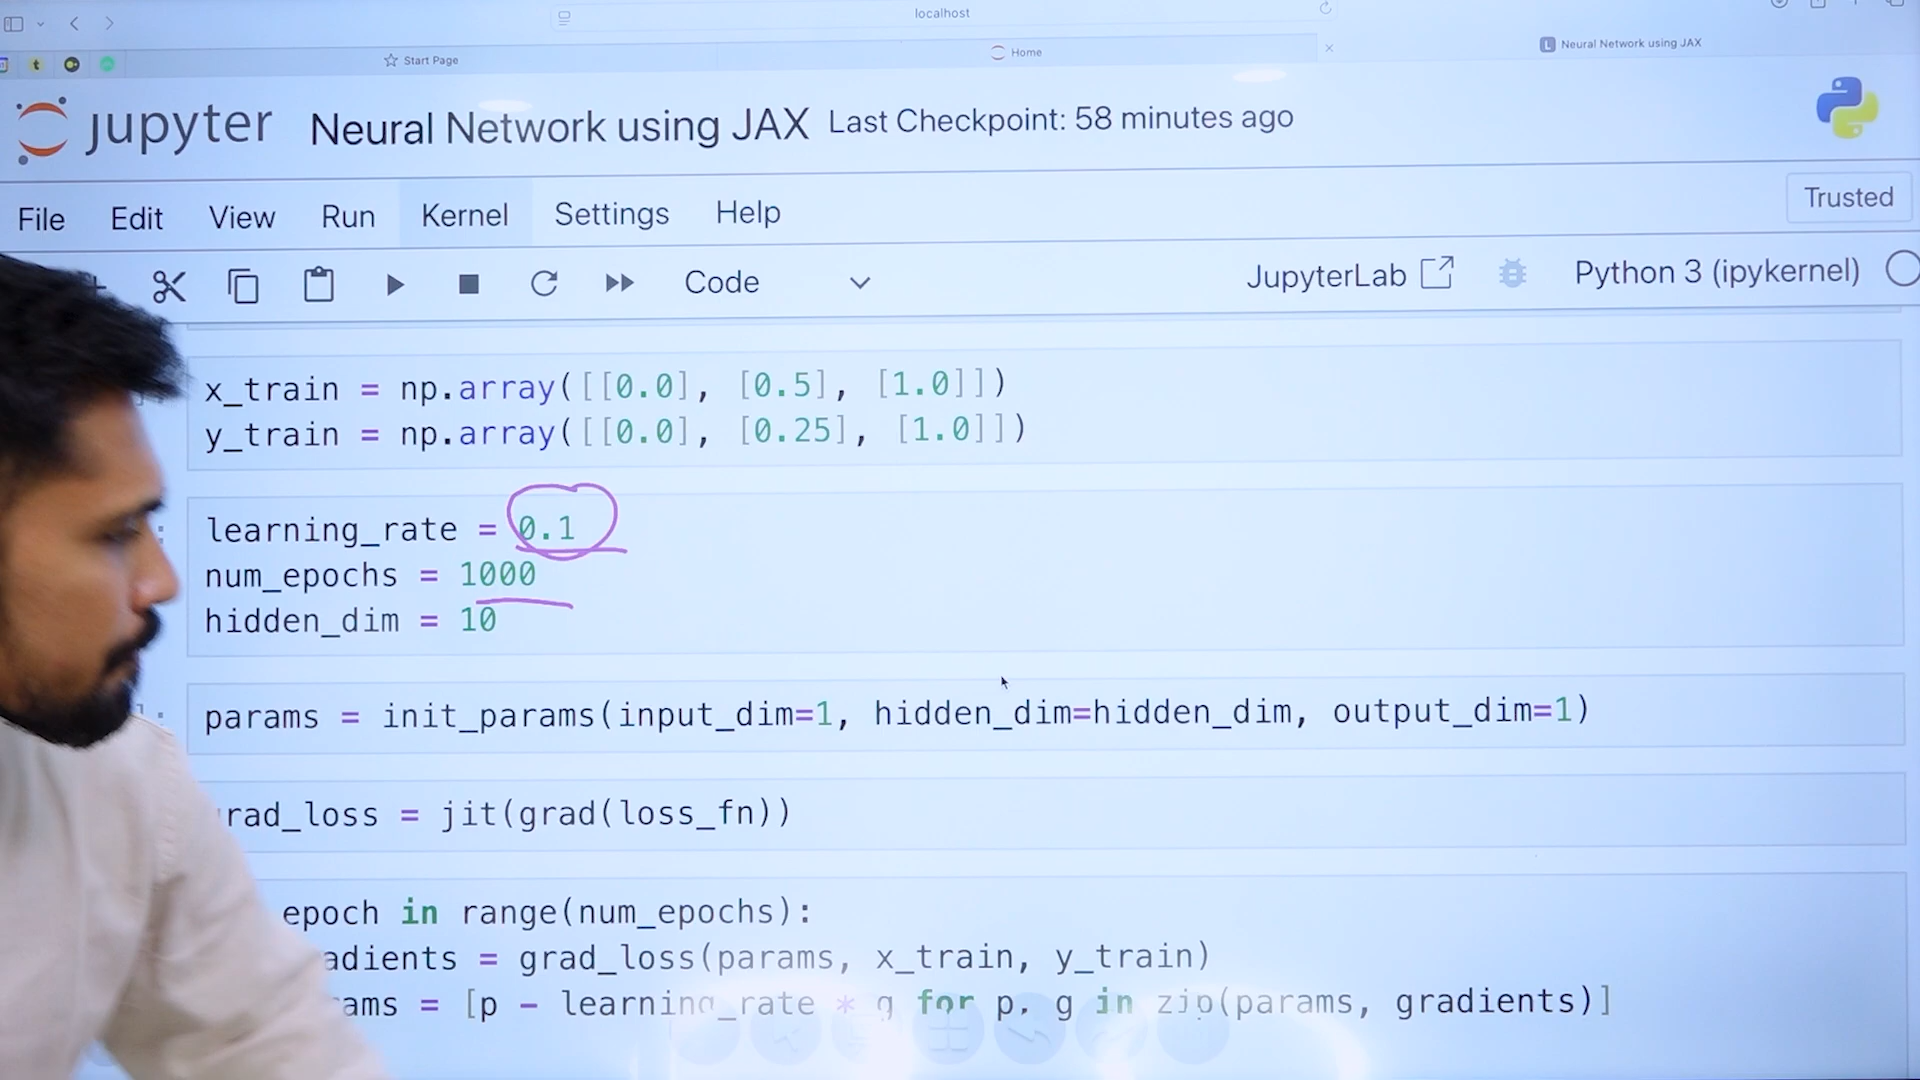 localhost
Start Page
Home
Neural Network using JAX
t
L
jupyter Neural Network using JAX Last Checkpoint: 58 minutes ago
File Edit View Run Kernel Settings Help
Trusted
Code
JupyterLab
Python 3 (ipykernel)
x_train = np.array([[0.0], [0.5], [1.0]])
y_train = np.array([[0.0], [0.25], [1.0]])
learning_rate = 0.1
num_epochs = 1000
hidden_dim = 10
params = init_params(input_dim=1, hidden_dim=hidden_dim, output_dim=1)
rad_loss = jit(grad(loss_fn))
epoch in range(num_epochs):
adients = grad_loss(params, x_train, y_train)
ams = [p - learning_rate * g for p, g in zip(params, gradients)]